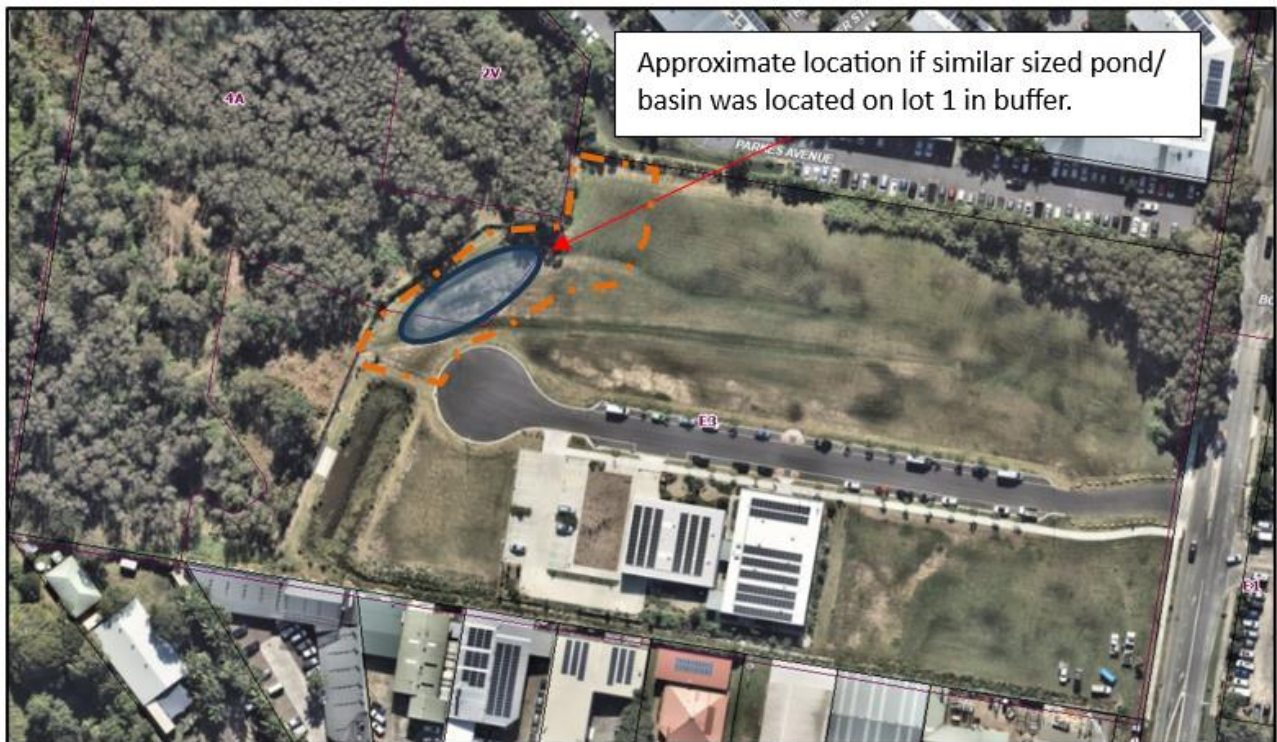 2V
4A
Approximate location if similar sized pond/
basin was located on lot 1 in buffer.
PARKES AVENUE
E3
E1